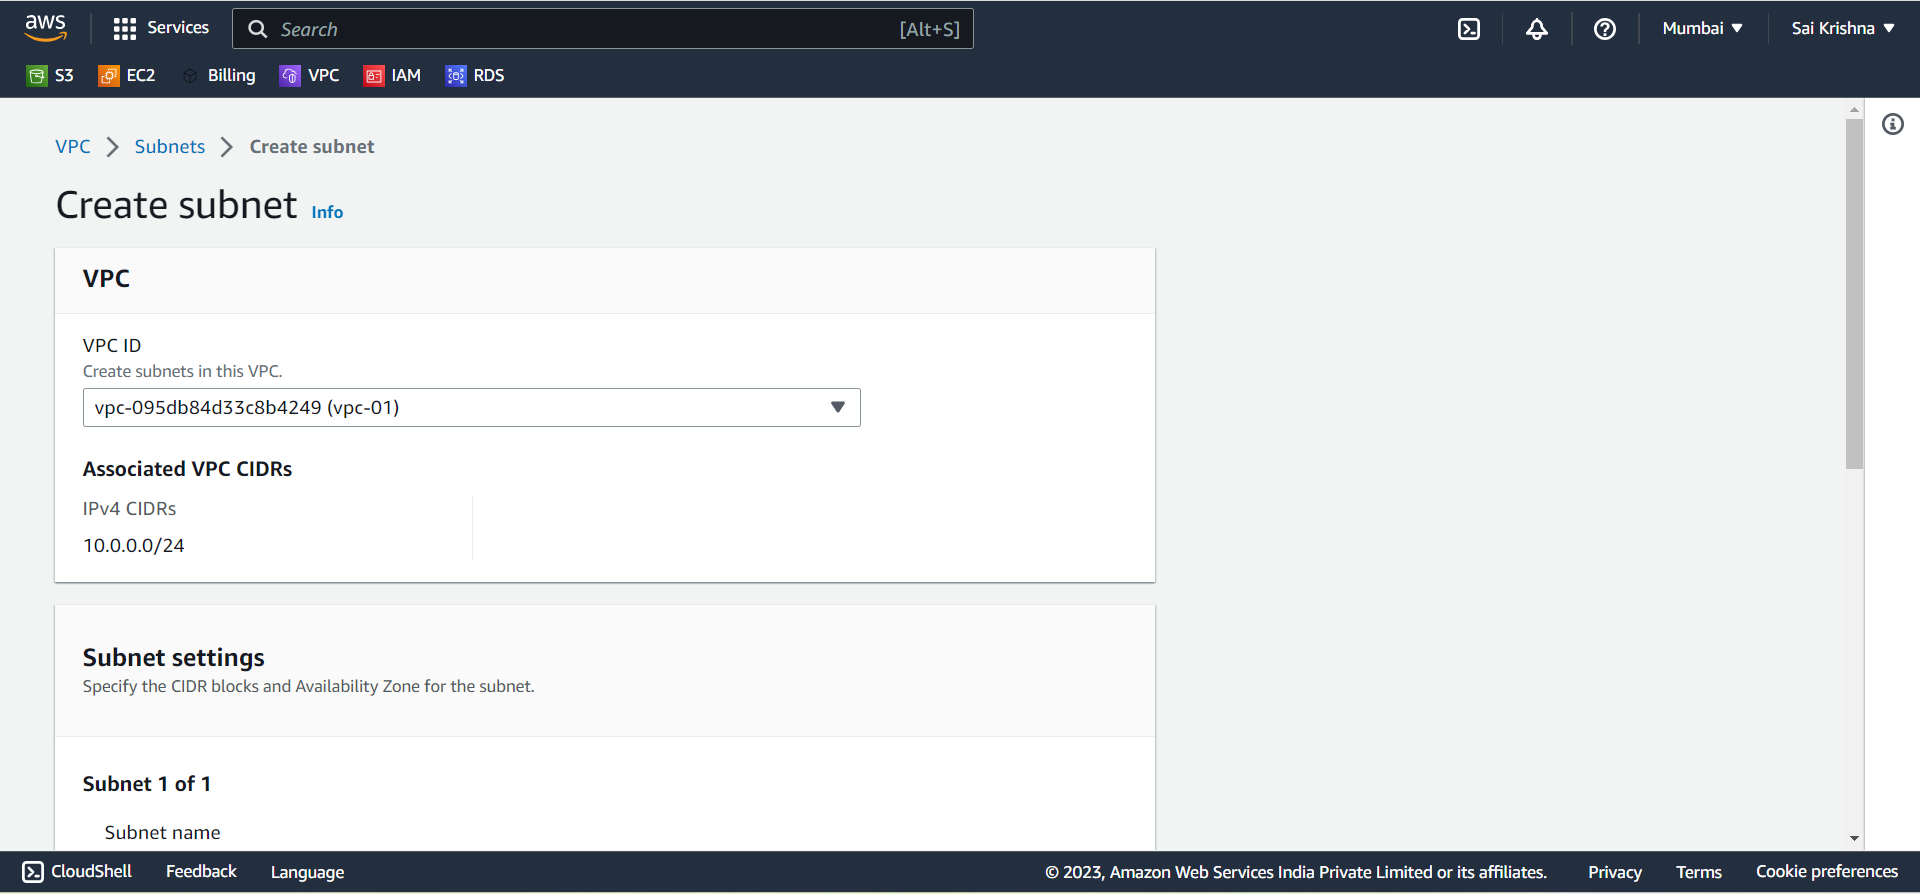 aws Services Search [Alt+S] Mumbai Sai Krishna
S3 EC2 Billing VPC IAM RDS
VPC Subnets Create subnet
Create subnet Info
VPC
VPC ID
Create subnets in this VPC.
vpc-095db84d33c8b4249 (vpc-01)
Associated VPC CIDRs
IPv4 CIDRs
10.0.0.0/24
Subnet settings
Specify the CIDR blocks and Availability Zone for the subnet.
Subnet 1 of 1
Subnet name
CloudShell Feedback Language © 2023, Amazon Web Services India Private Limited or its affiliates. Privacy Terms Cookie preferences